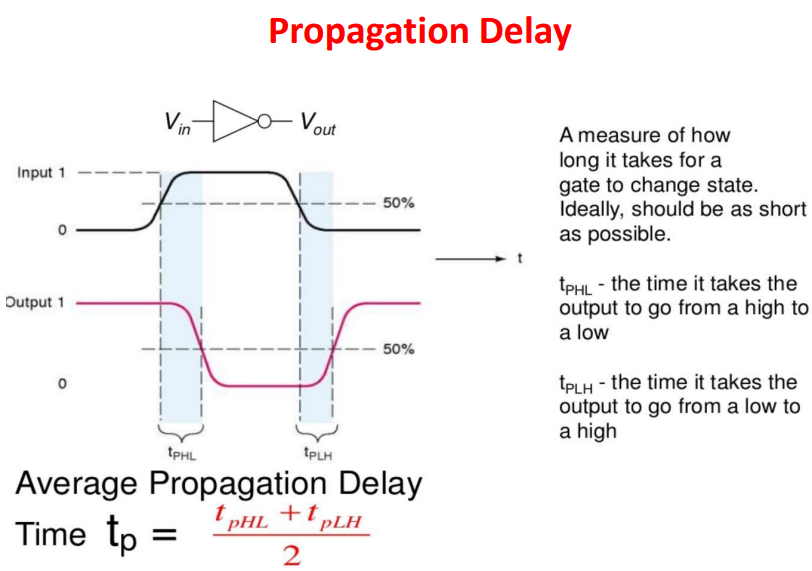 Propagation Delay
Vin Vout
Input 1
50%
0
t
Output 1
50%
0
tPHL tPLH
A measure of how
long it takes for a
gate to change state.
Ideally, should be as short
as possible.
tPHL - the time it takes the
output to go from a high to
a low
tPLH - the time it takes the
output to go from a low to
a high
Average Propagation Delay
Time tp = tpHL + tpLH
2